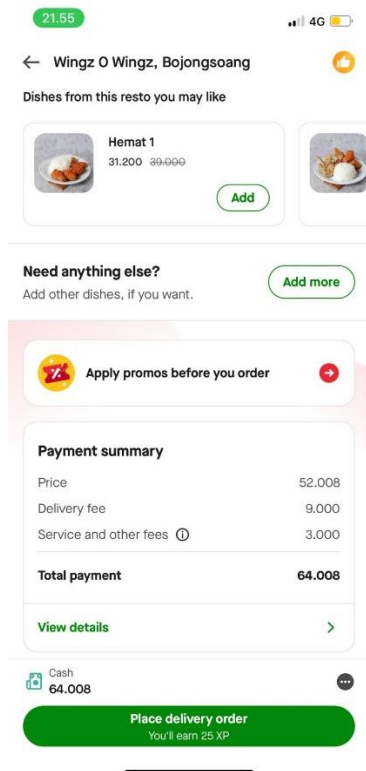 21.55
4G
Wingz O Wingz, Bojongsoang
Dishes from this resto you may like
Hemat 1
31.200 39.000
Add
Need anything else?
Add other dishes, if you want.
Add more
Apply promos before you order
Payment summary
Price 52.008
Delivery fee 9.000
Service and other fees 3.000
Total payment 64.008
View details
Cash
64.008
Place delivery order
You'll earn 25 XP